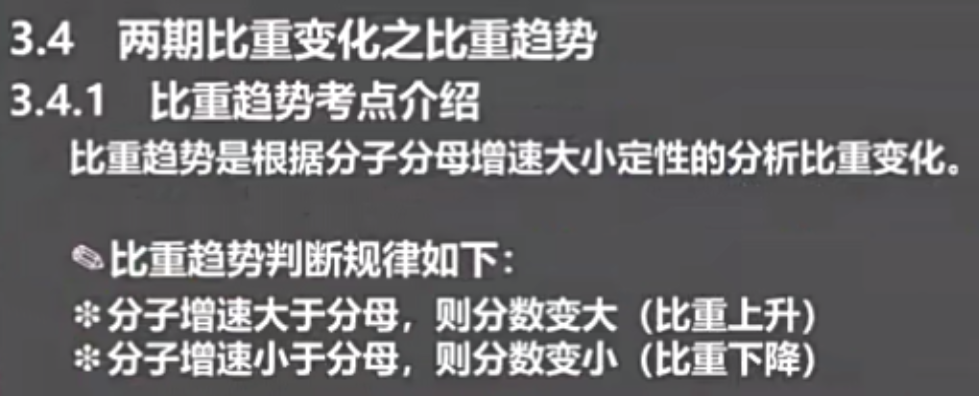 3.4 两期比重变化之比重趋势
3.4.1 比重趋势考点介绍
比重趋势是根据分子分母增速大小定性的分析比重变化。
✎比重趋势判断规律如下：
❇分子增速大于分母，则分数变大（比重上升）
❇分子增速小于分母，则分数变小（比重下降）